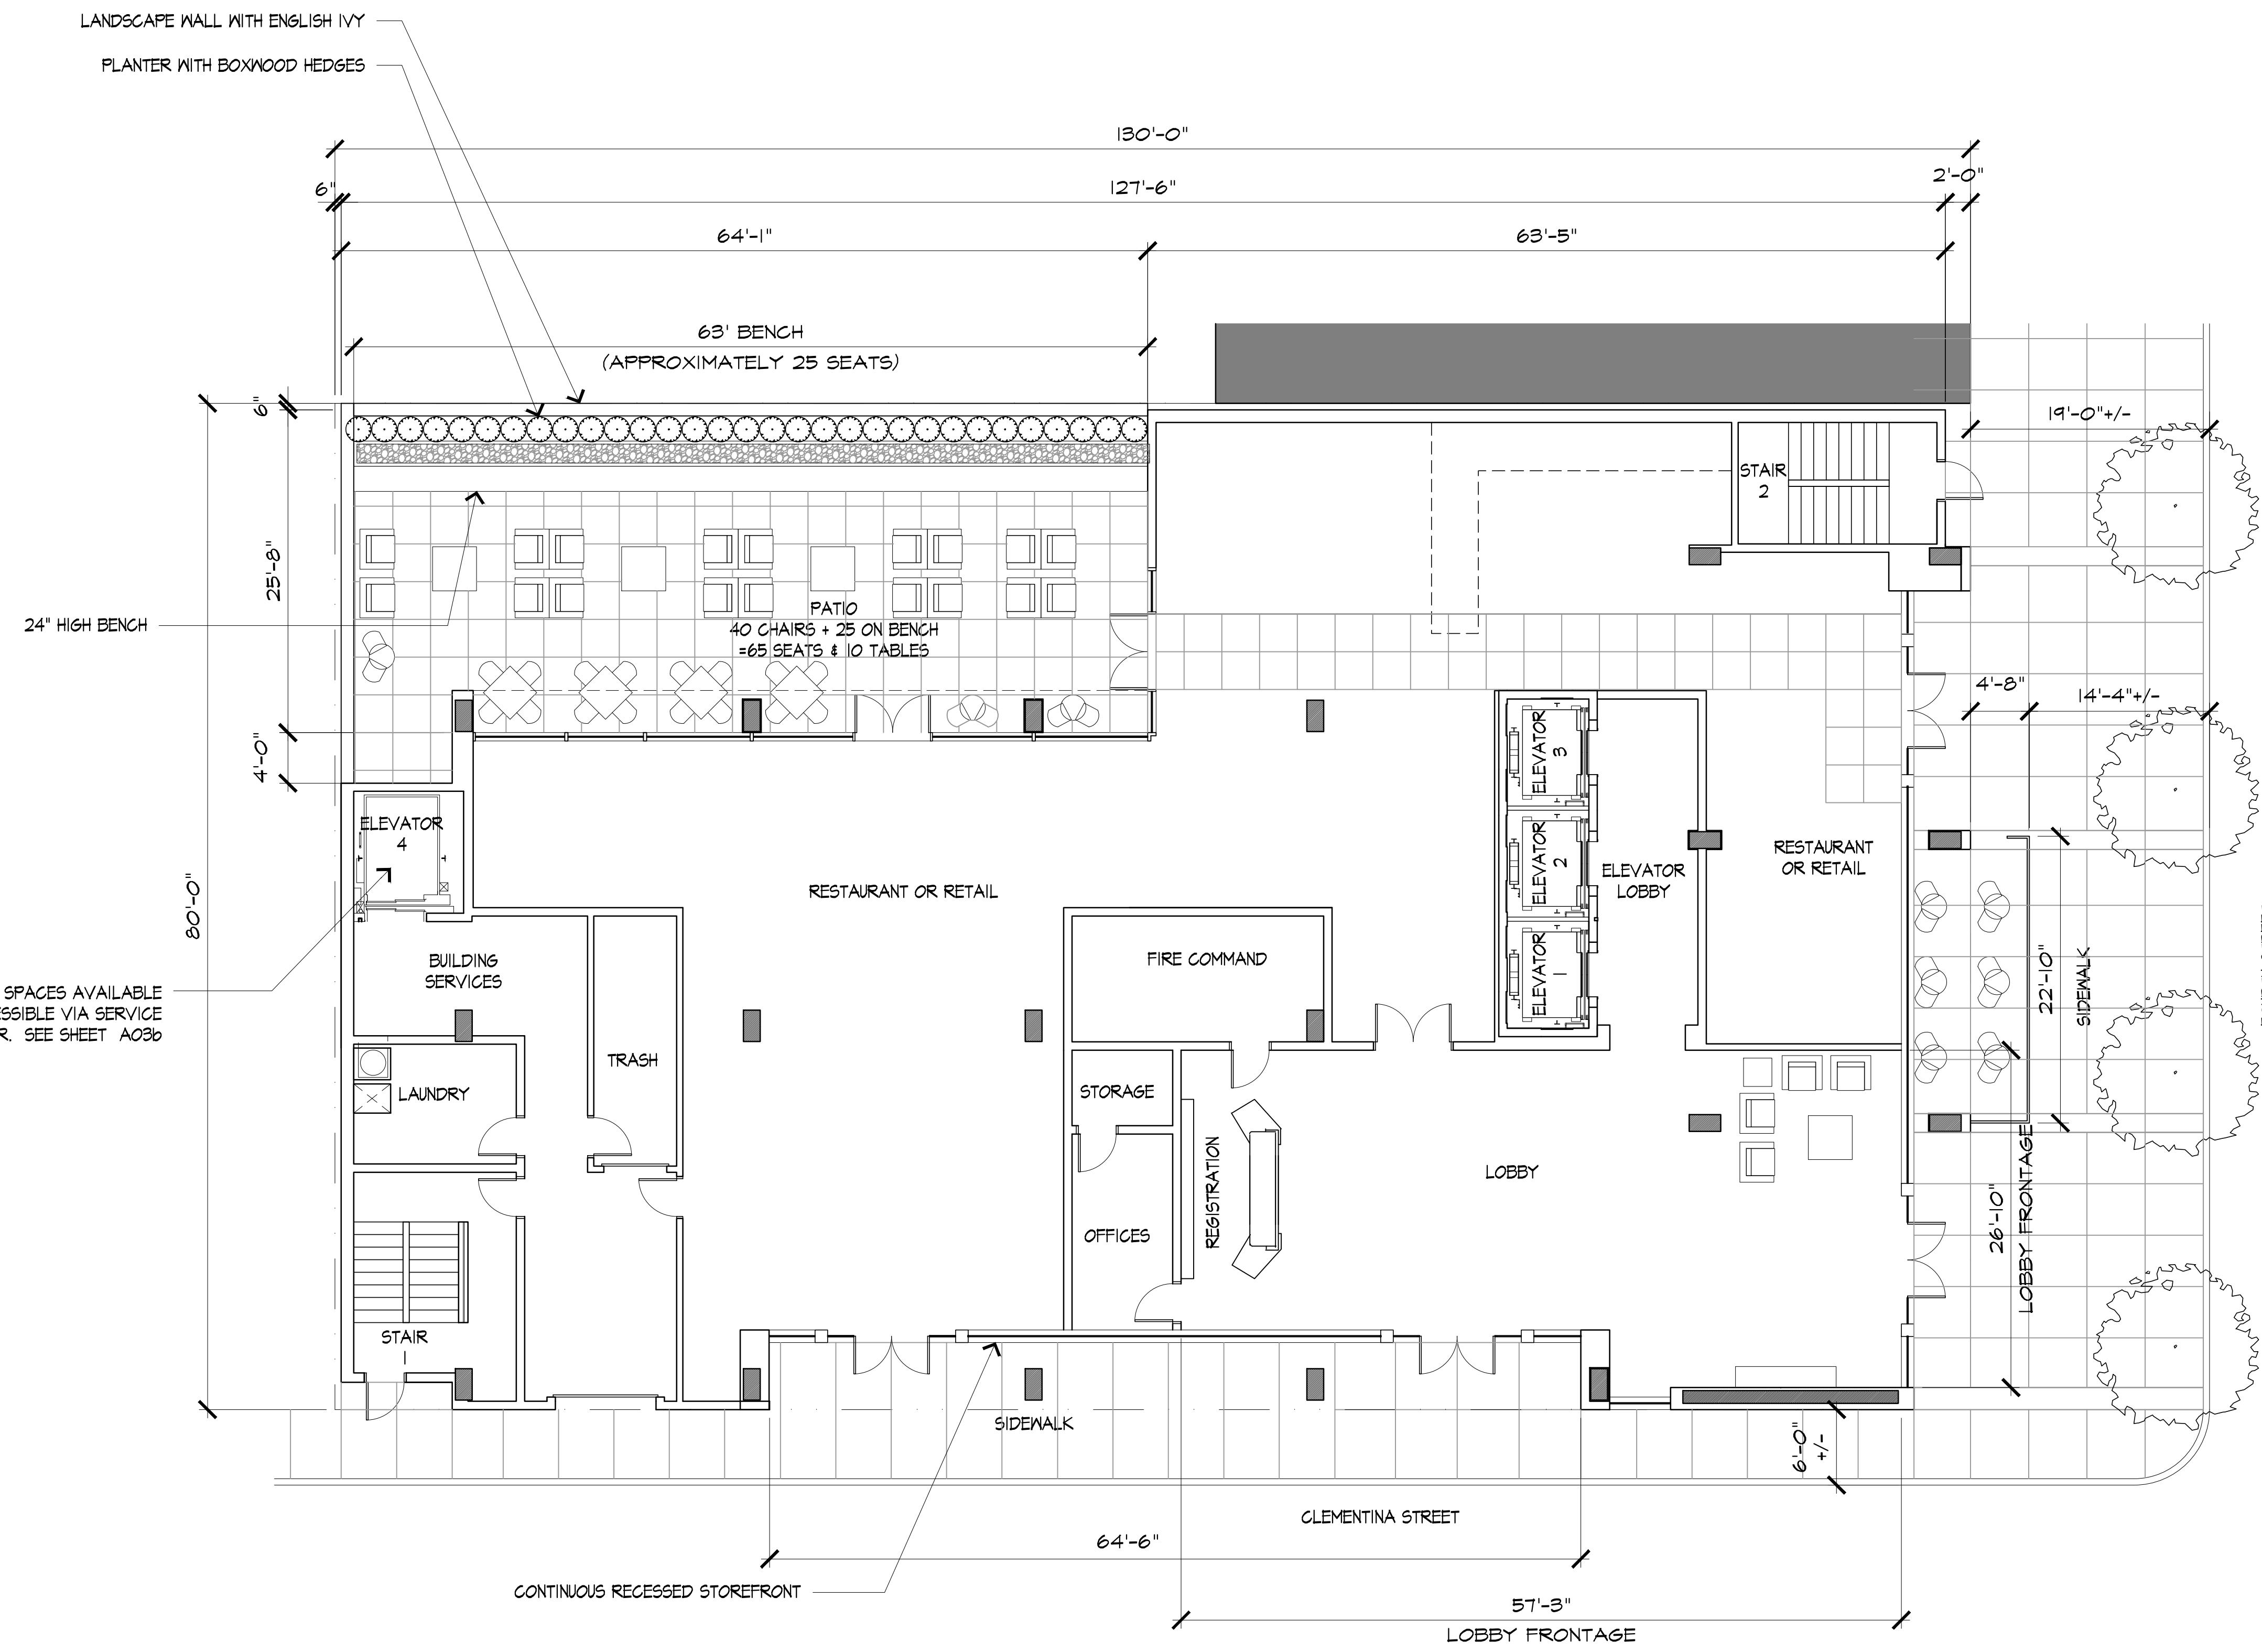 LANDSCAPE WALL WITH ENGLISH IVY
PLANTER WITH BOXWOOD HEDGES
130'-0"
6"
127'-6"
2'-0"
64'-1"
63'-5"
63' BENCH
(APPROXIMATELY 25 SEATS)
6"
19'-0"+/-
STAIR
2
25'-8"
24" HIGH BENCH
PATIO
40 CHAIRS + 25 ON BENCH
=65 SEATS & 10 TABLES
4'-8"
14'-4"+/-
4'-0"
ELEVATOR
3
ELEVATOR
4
ELEVATOR
2
80'-0"
RESTAURANT OR RETAIL
ELEVATOR
LOBBY
RESTAURANT
OR RETAIL
BUILDING
SERVICES
FIRE COMMAND
ELEVATOR
1
22'-10"
SIDEWALK
SPACES AVAILABLE
VIA SERVICE
SEE SHEET A03b
TRASH
LAUNDRY
STORAGE
REGISTRATION
LOBBY
OFFICES
26'-10"
LOBBY FRONTAGE
STAIR
1
SIDEWALK
6'-0"
+/-
CLEMENTINA STREET
64'-6"
CONTINUOUS RECESSED STOREFRONT
57'-3"
LOBBY FRONTAGE